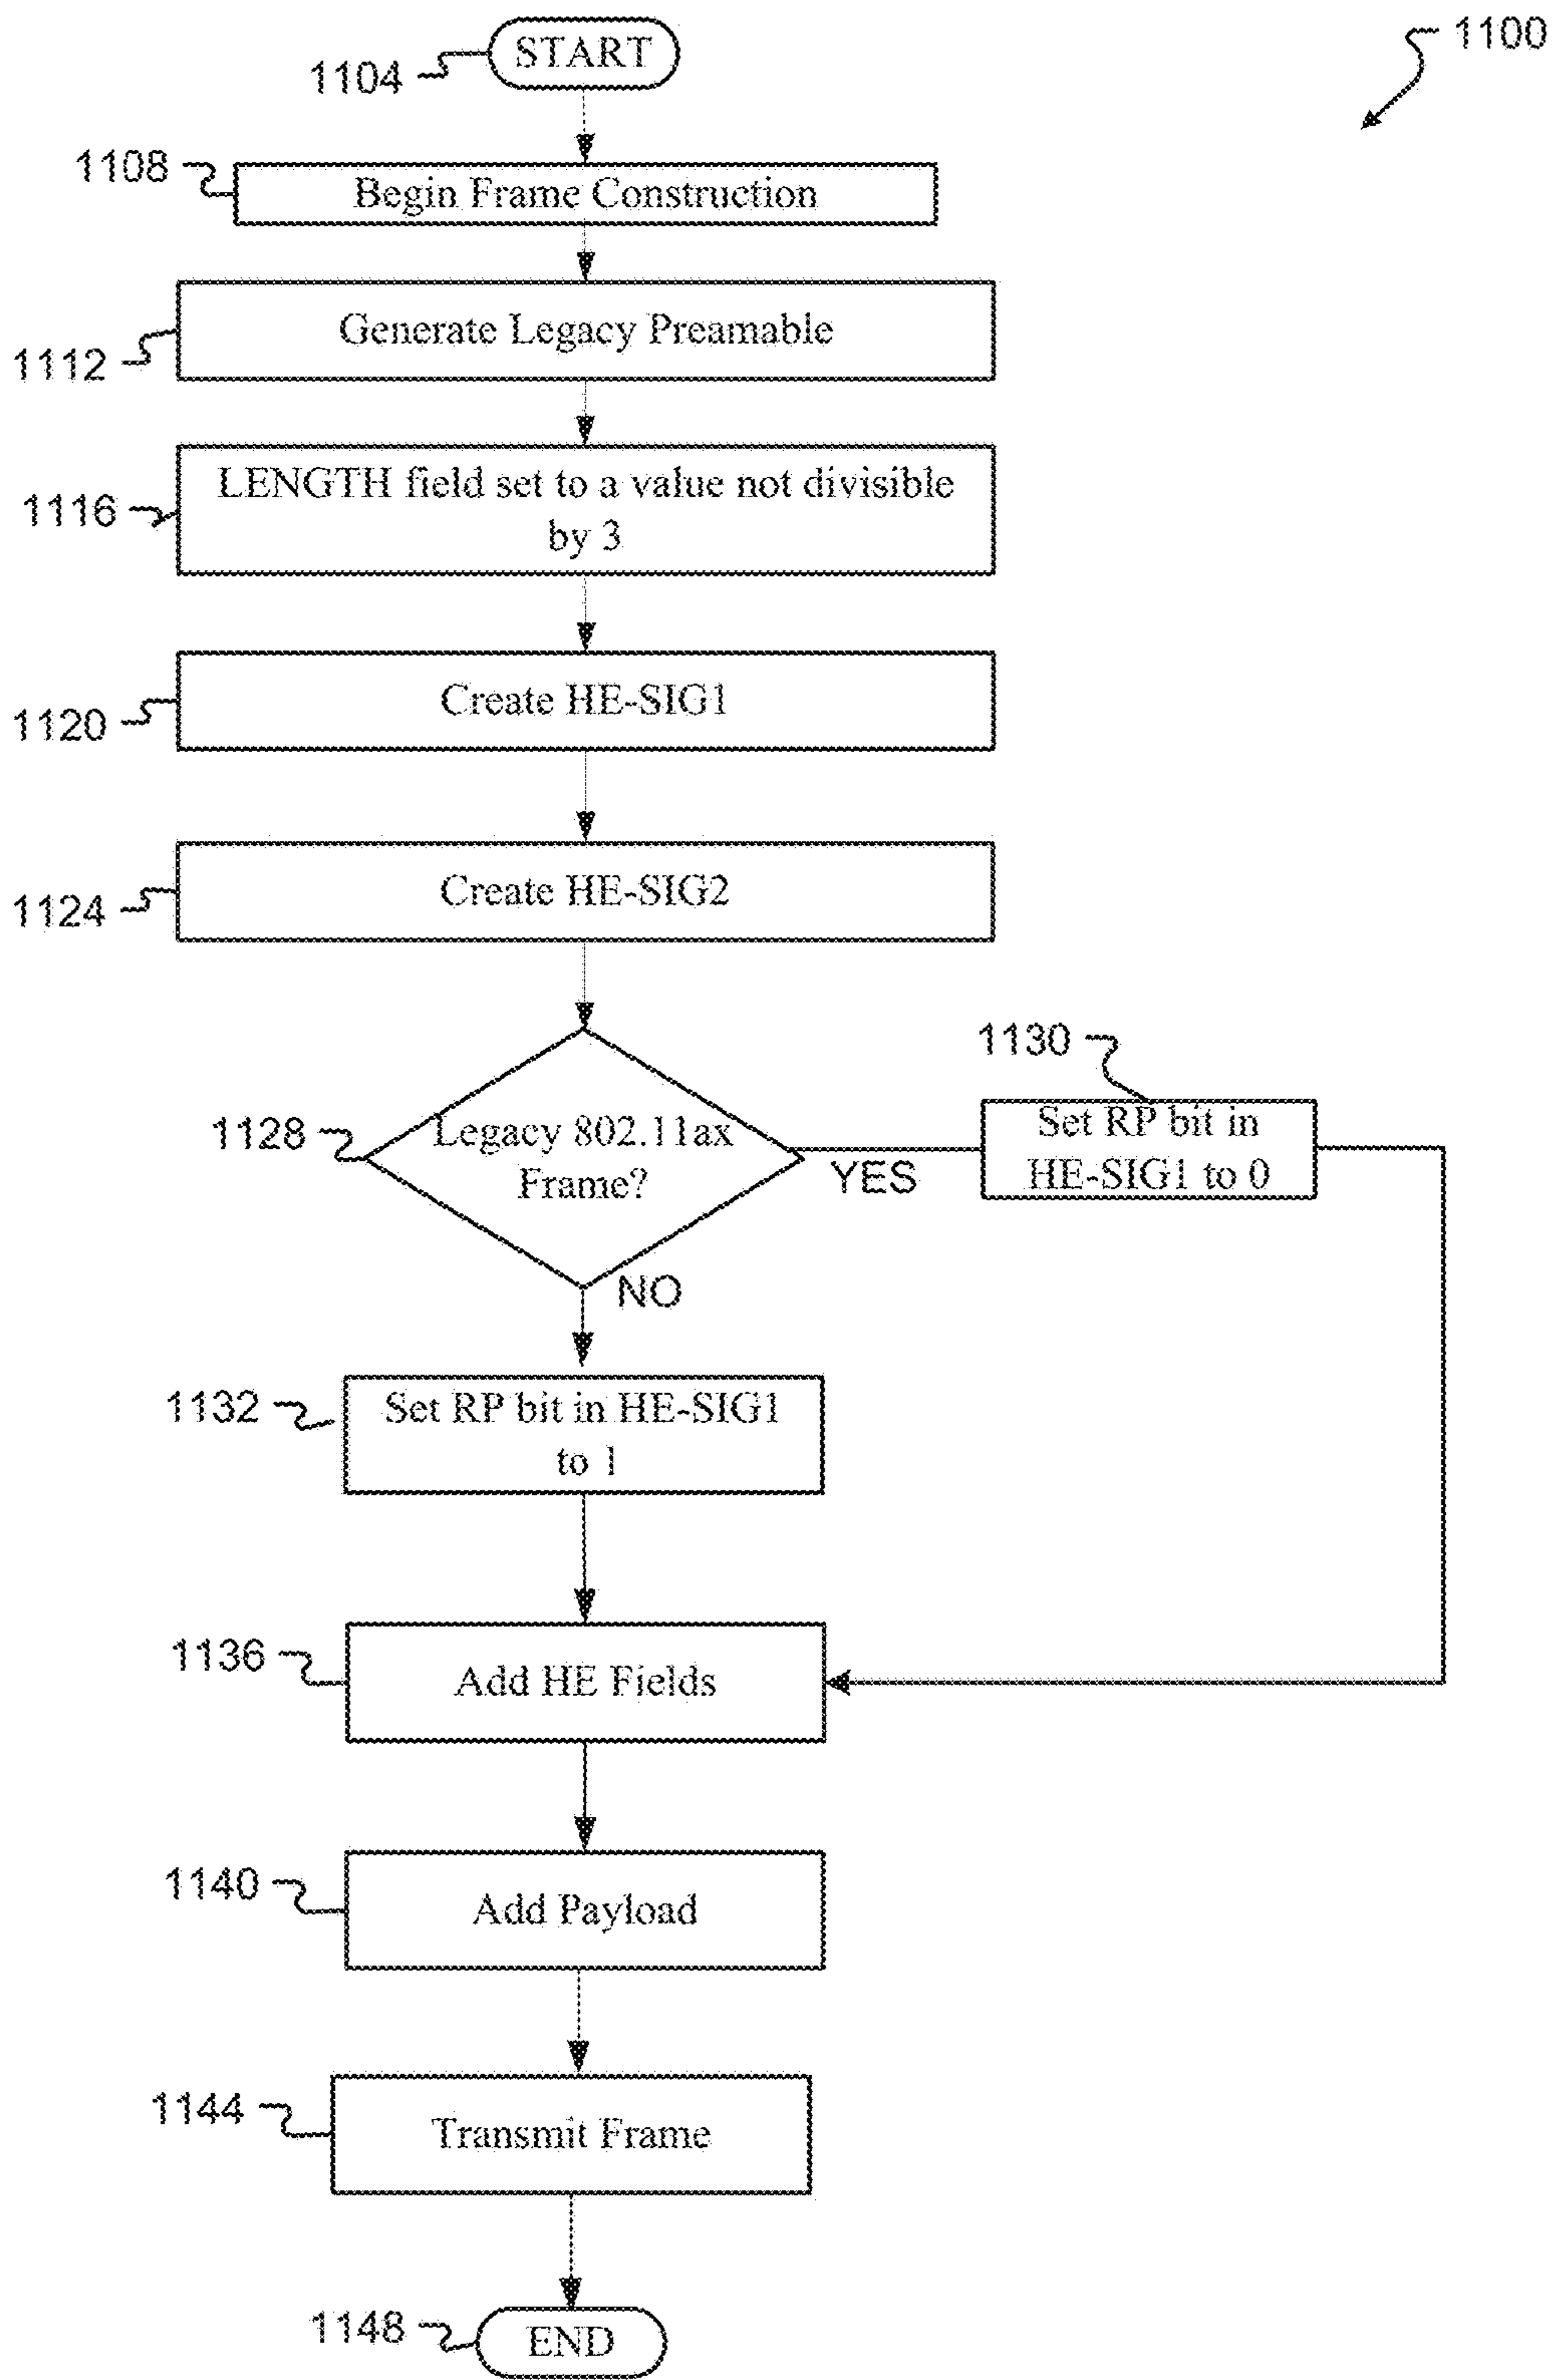 1100
START
1104
1108
Begin Frame Construction
Generate Legacy Preamable
1112
LENGTH field set to a value not divisible
by 3
1116
Create HE-SIG1
1120
Create HE-SIG2
1124
1130
Legacy 802.11ax
Frame?
1128
YES
Set RP bit in
HE-SIG1 to 0
NO
1132
Set RP bit in HE-SIG1
to 1
1136
Add HE Fields
1140
Add Payload
1144
Transmit Frame
1148
END